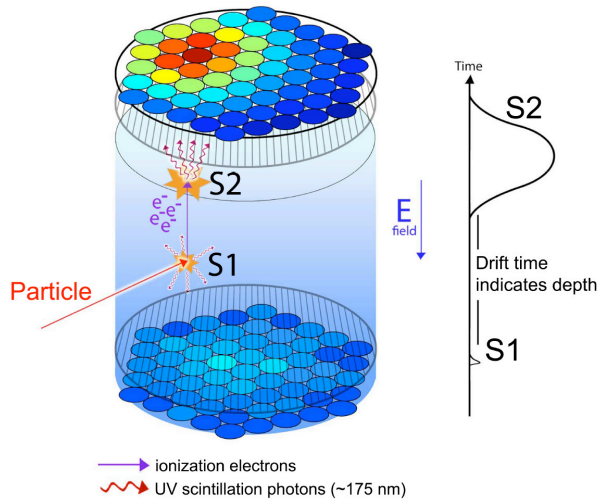 Time
S2
S2
e-
e- e-
e- e-
E
field
S1
Drift time
indicates depth
Particle
S1
ionization electrons
UV scintillation photons (~175 nm)